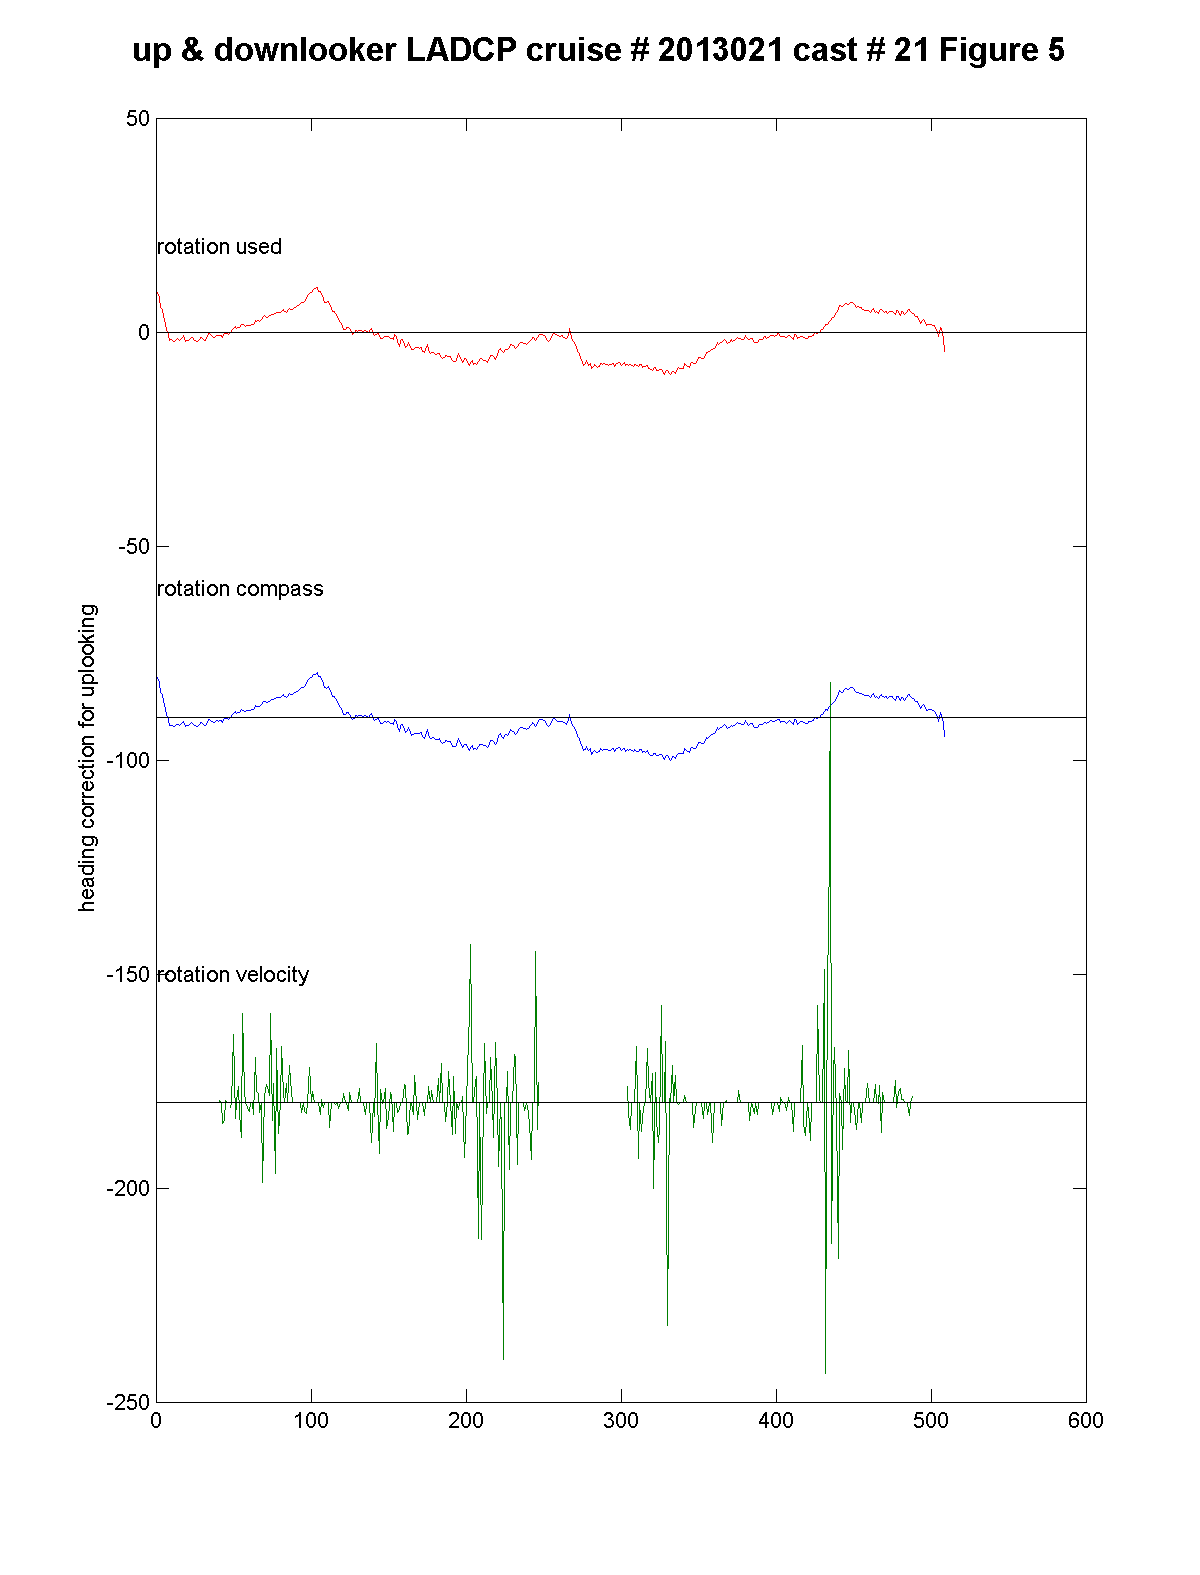 up & downlooker LADCP cruise # 2013021 cast # 21 Figure 5
50
rotation used
0
-50
rotation compass
heading correction for uplooking
-100
-150
rotation velocity
-200
-250
0 100 200 300 400 500 600